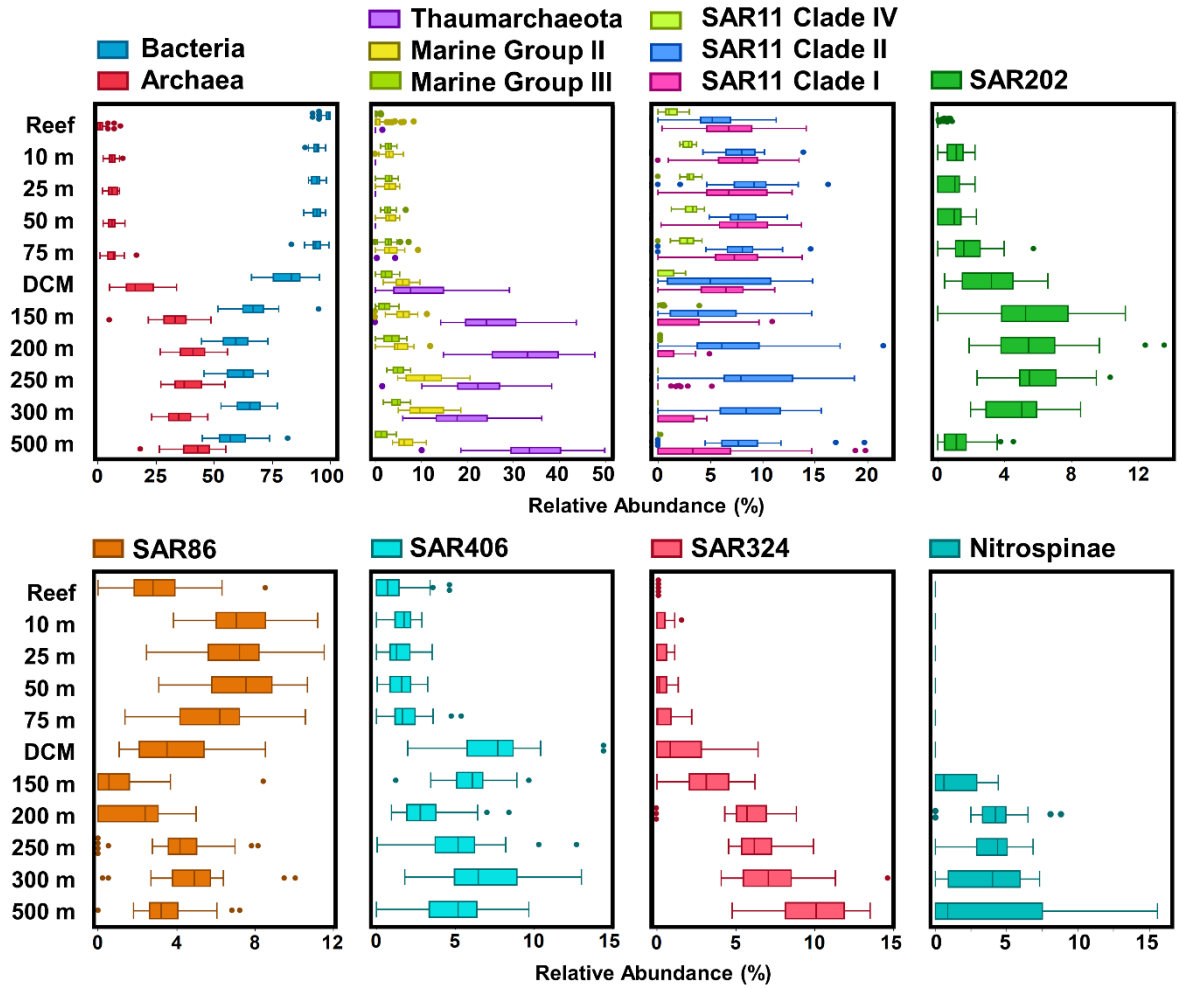 Thaumarchaeota
SAR11 Clade IV
Bacteria
Marine Group II
SAR11 Clade II
Archaea
Marine Group III
SAR11 Clade I
SAR202
Reef
10 m
25 m
50 m
75 m
DCM
150 m
200 m
250 m
300 m
500 m
0 25 50 75 100
0 10 20 30 40 50
0 5 10 15 20
0 4 8 12
Relative Abundance (%)
SAR86
SAR406
SAR324
Nitrospinae
Reef
10 m
25 m
50 m
75 m
DCM
150 m
200 m
250 m
300 m
500 m
0 4 8 12
0 5 10 15
0 5 10 15
0 5 10 15
Relative Abundance (%)